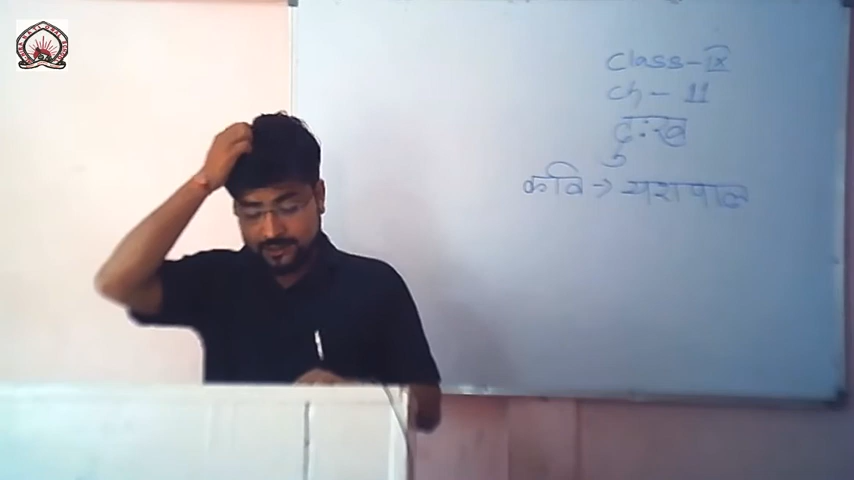 Class-IX
Ch - 11
दुःख
कवि → यशपाल